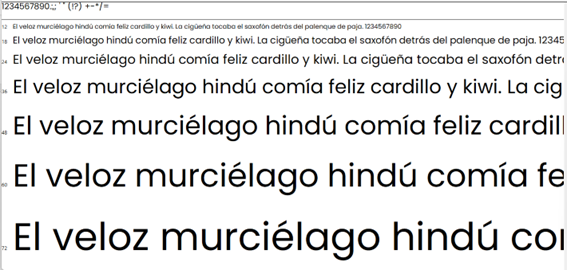 1234567890.:,; ' " (!?) +-*/=
12 El veloz murciélago hindú comía feliz cardillo y kiwi. La cigüeña tocaba el saxofón detrás del palenque de paja. 1234567890
18 El veloz murciélago hindú comía feliz cardillo y kiwi. La cigüeña tocaba el saxofón detrás del palenque de paja. 12345
24 El veloz murciélago hindú comía feliz cardillo y kiwi. La cigüeña tocaba el saxofón detr
36 El veloz murciélago hindú comía feliz cardillo y kiwi. La cig
48 El veloz murciélago hindú comía feliz cardill
60 El veloz murciélago hindú comía fe
72 El veloz murciélago hindú co